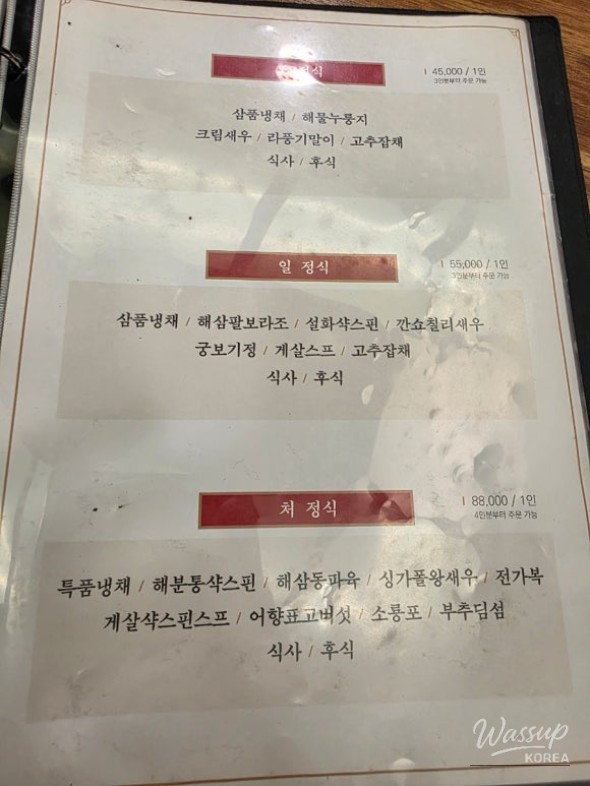 정식
| 45,000 / 1인
2인분부터 주문 가능
삼품냉채 / 해물누룽지
크림새우 / 라풍기말이 / 고추잡채
식사 / 후식
일 정식
| 55,000 / 1인
3인분부터 주문 가능
삼품냉채 / 해삼팔보라조 / 설화샥스핀 / 깐쇼칠리새우
궁보기정 / 게살스프 / 고추잡채
식사 / 후식
처 정식
| 88,000 / 1인
4인분부터 주문 가능
특품냉채 / 해분통샥스핀 / 해삼동파육 / 싱가폴왕새우 / 전가복
게살샥스핀스프 / 어향표고버섯 / 소룡포 / 부추딤섬
식사 / 후식
Wassup
KOREA